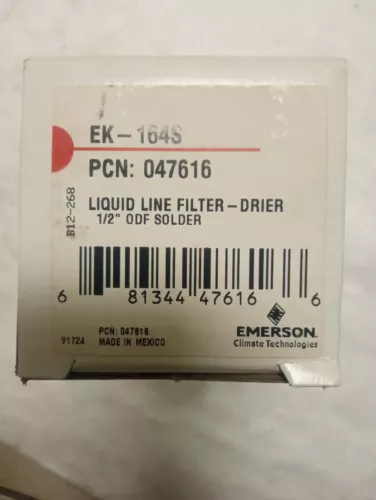 EK-164S
PCN: 047616
LIQUID LINE FILTER-DRIER
1/2" ODF SOLDER
B12-268
6 81344 47616 6
PCN: 047616
V1724 MADE IN MEXICO
EMERSON
Climate Technologies